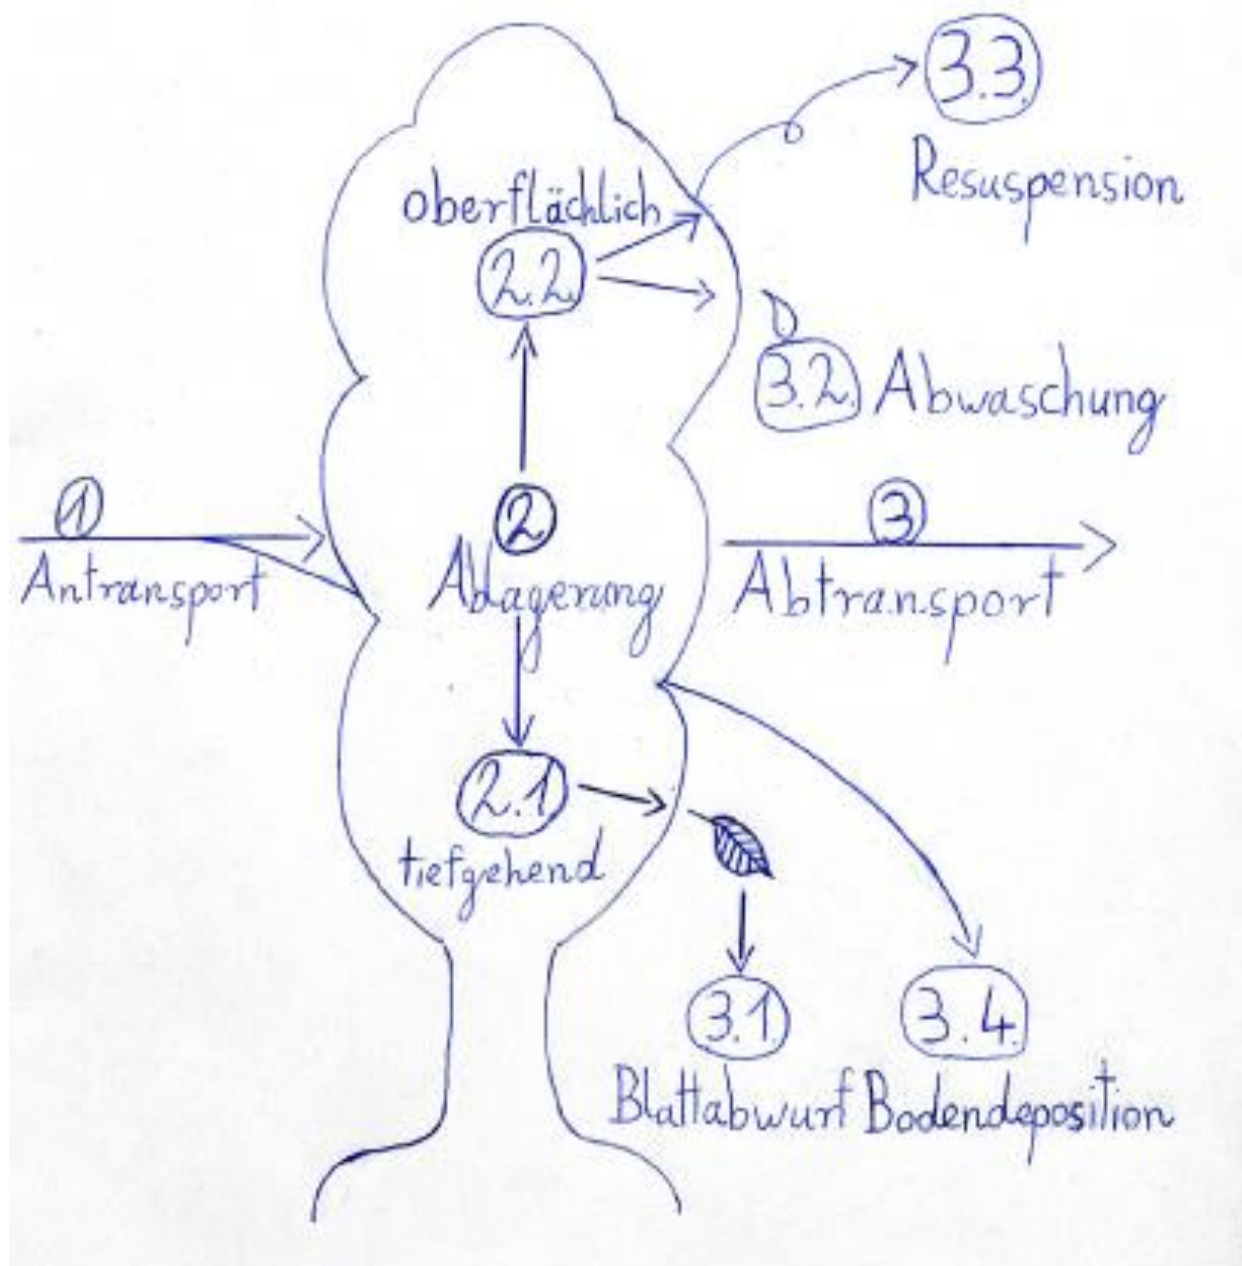 3.3.
Resuspension
oberflächlich
2.2.
3.2. Abwaschung
1
Antransport
2
Ablagerung
3
Abtransport
2.1
tiefgehend
3.1
Blattabwurf
3.4.
Bodendeposition